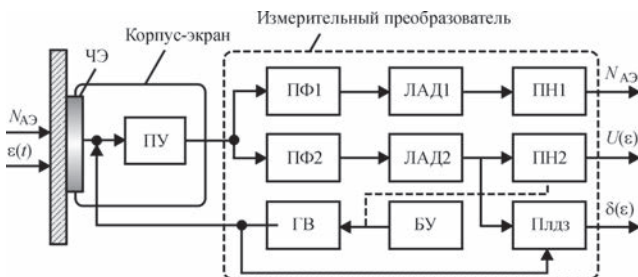 Измерительный преобразователь
Корпус-экран
ЧЭ
N_АЭ
ε(t)
ПУ
ПФ1
ЛАД1
ПН1
N_АЭ
ПФ2
ЛАД2
ПН2
U(ε)
ГВ
БУ
Плдз
δ(ε)